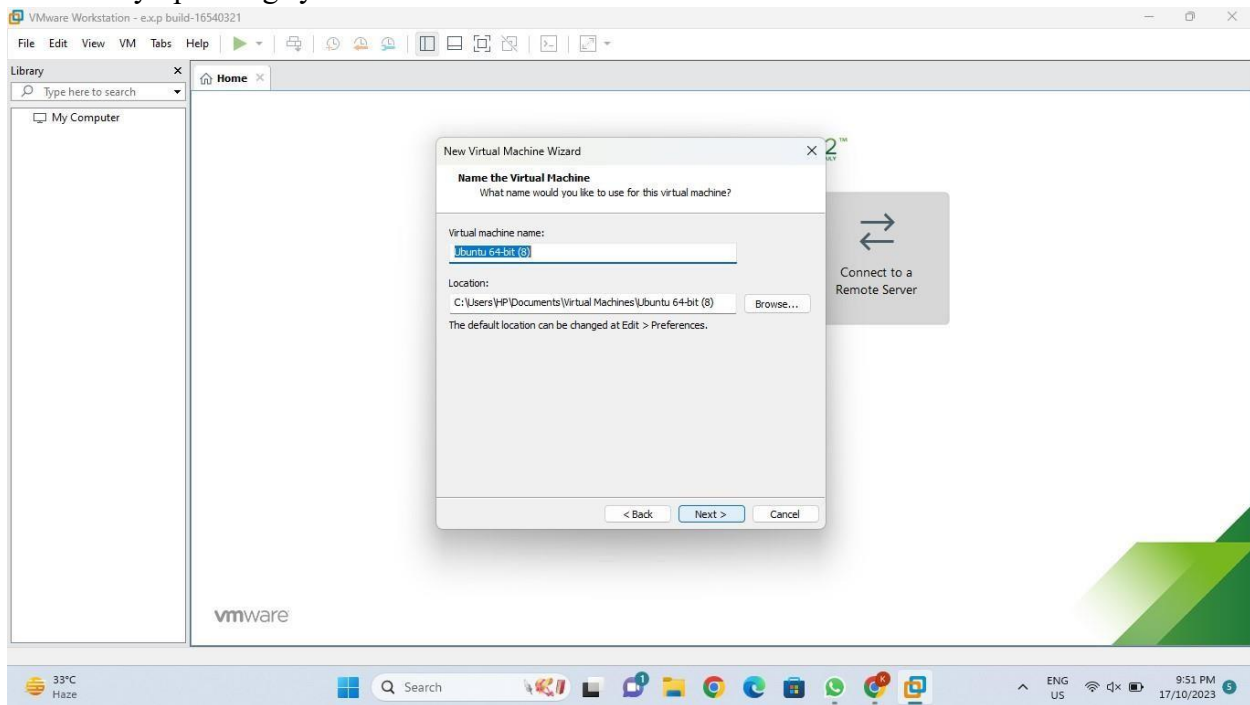 VMware Workstation - e.x.p build-16540321
File Edit View VM Tabs Help
Library
Home
Type here to search
My Computer
New Virtual Machine Wizard
2™
Name the Virtual Machine
What name would you like to use for this virtual machine?
Virtual machine name:
Ubuntu 64-bit (8)
Location:
C:\Users\HP\Documents\Virtual Machines\Ubuntu 64-bit (8)
Browse...
The default location can be changed at Edit > Preferences.
Connect to a
Remote Server
< Back Next > Cancel
vmware
33°C
Haze
Search
1
ENG
US
9:51 PM
17/10/2023
5